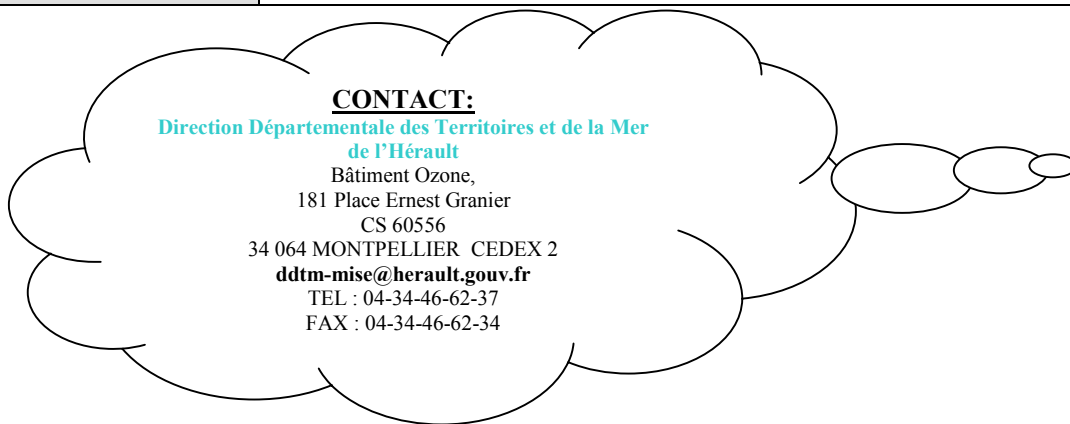 CONTACT:
Direction Départementale des Territoires et de la Mer
de l’Hérault
Bâtiment Ozone,
181 Place Ernest Granier
CS 60556
34 064 MONTPELLIER CEDEX 2
ddtm-mise@herault.gouv.fr
TEL : 04-34-46-62-37
FAX : 04-34-46-62-34